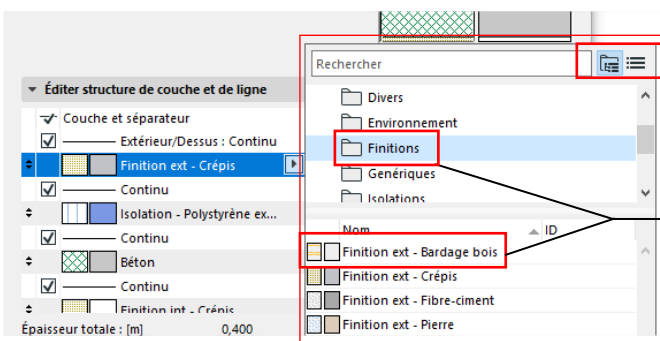 Rechercher
Divers
Environnement
Finitions
Genériques
Isolations
Nom
ID
Finition ext - Bardage bois
Finition ext - Crépis
Finition ext - Fibre-ciment
Finition ext - Pierre
Éditer structure de couche et de ligne
Couche et séparateur
Extérieur/Dessus : Continu
Finition ext - Crépis
Continu
Isolation - Polystyrène ex...
Continu
Béton
Continu
Finition int - Crépis
Épaisseur totale : [m] 0,400